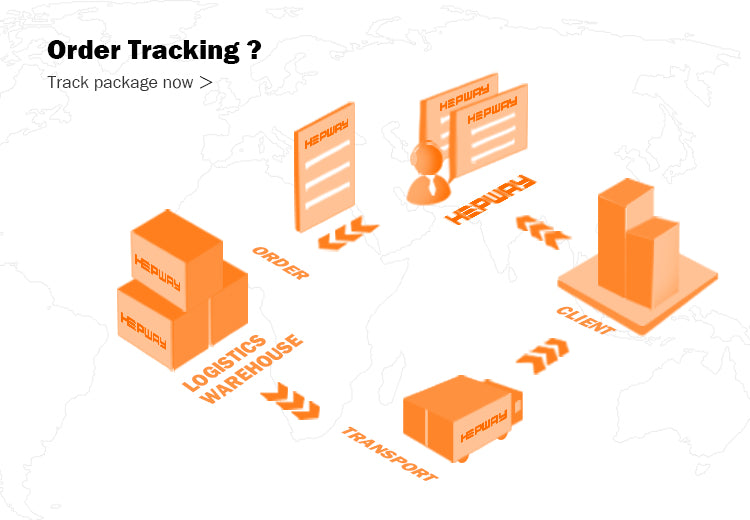 Order Tracking ?
Track package now >
HEPWAY
HEPWAY
HEPWAY
HEPWAY
ORDER
HEPWAY
HEPWAY
CLIENT
LOGISTICS
WAREHOUSE
HEPWAY
TRANSPORT